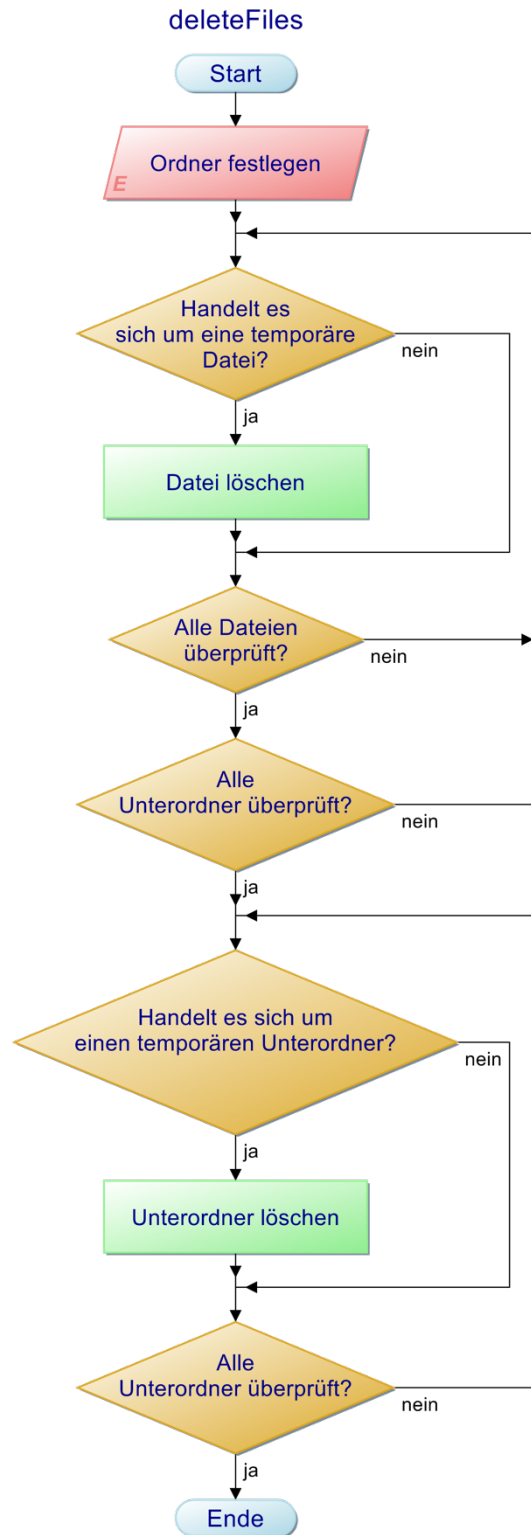 deleteFiles
Start
Ordner festlegen
E
Handelt es
sich um eine temporäre
Datei?
nein
ja
Datei löschen
Alle Dateien
überprüft?
nein
ja
Alle
Unterordner überprüft?
nein
ja
Handelt es sich um
einen temporären Unterordner?
nein
ja
Unterordner löschen
Alle
Unterordner überprüft?
nein
ja
Ende